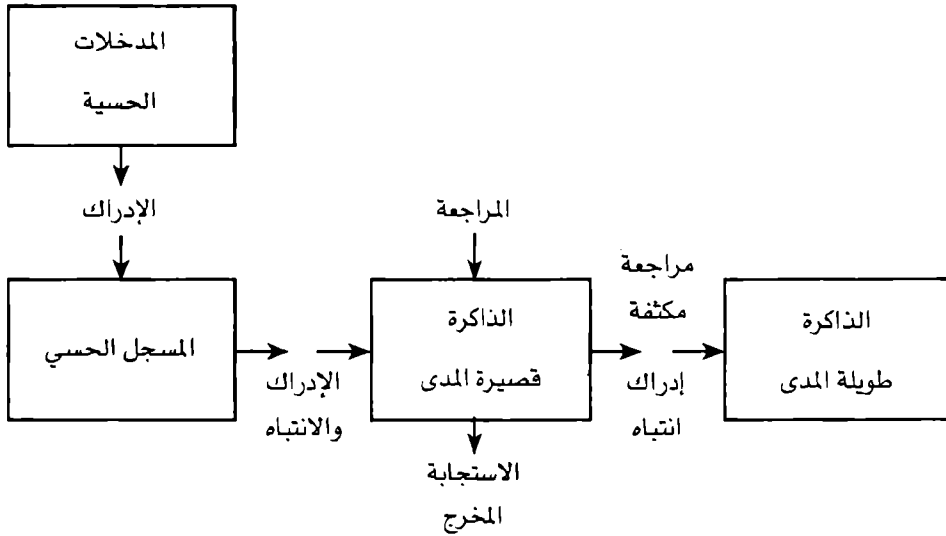 المدخلات
الحسية
الإدراك
المراجعة
مراجعة
مكثفة
المسجل الحسي
الإدراك
والانتباه
الذاكرة
قصيرة المدى
إدراك
انتباه
الذاكرة
طويلة المدى
الاستجابة
المخرج